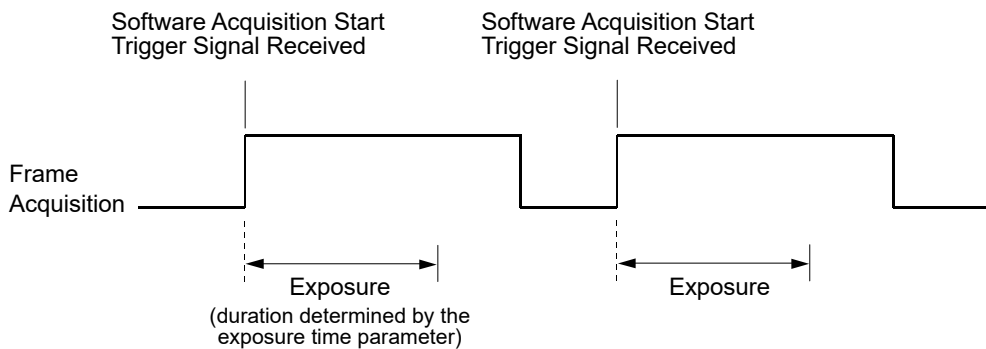 Software Acquisition Start
Trigger Signal Received
Software Acquisition Start
Trigger Signal Received
Frame
Acquisition
Exposure
(duration determined by the
exposure time parameter)
Exposure